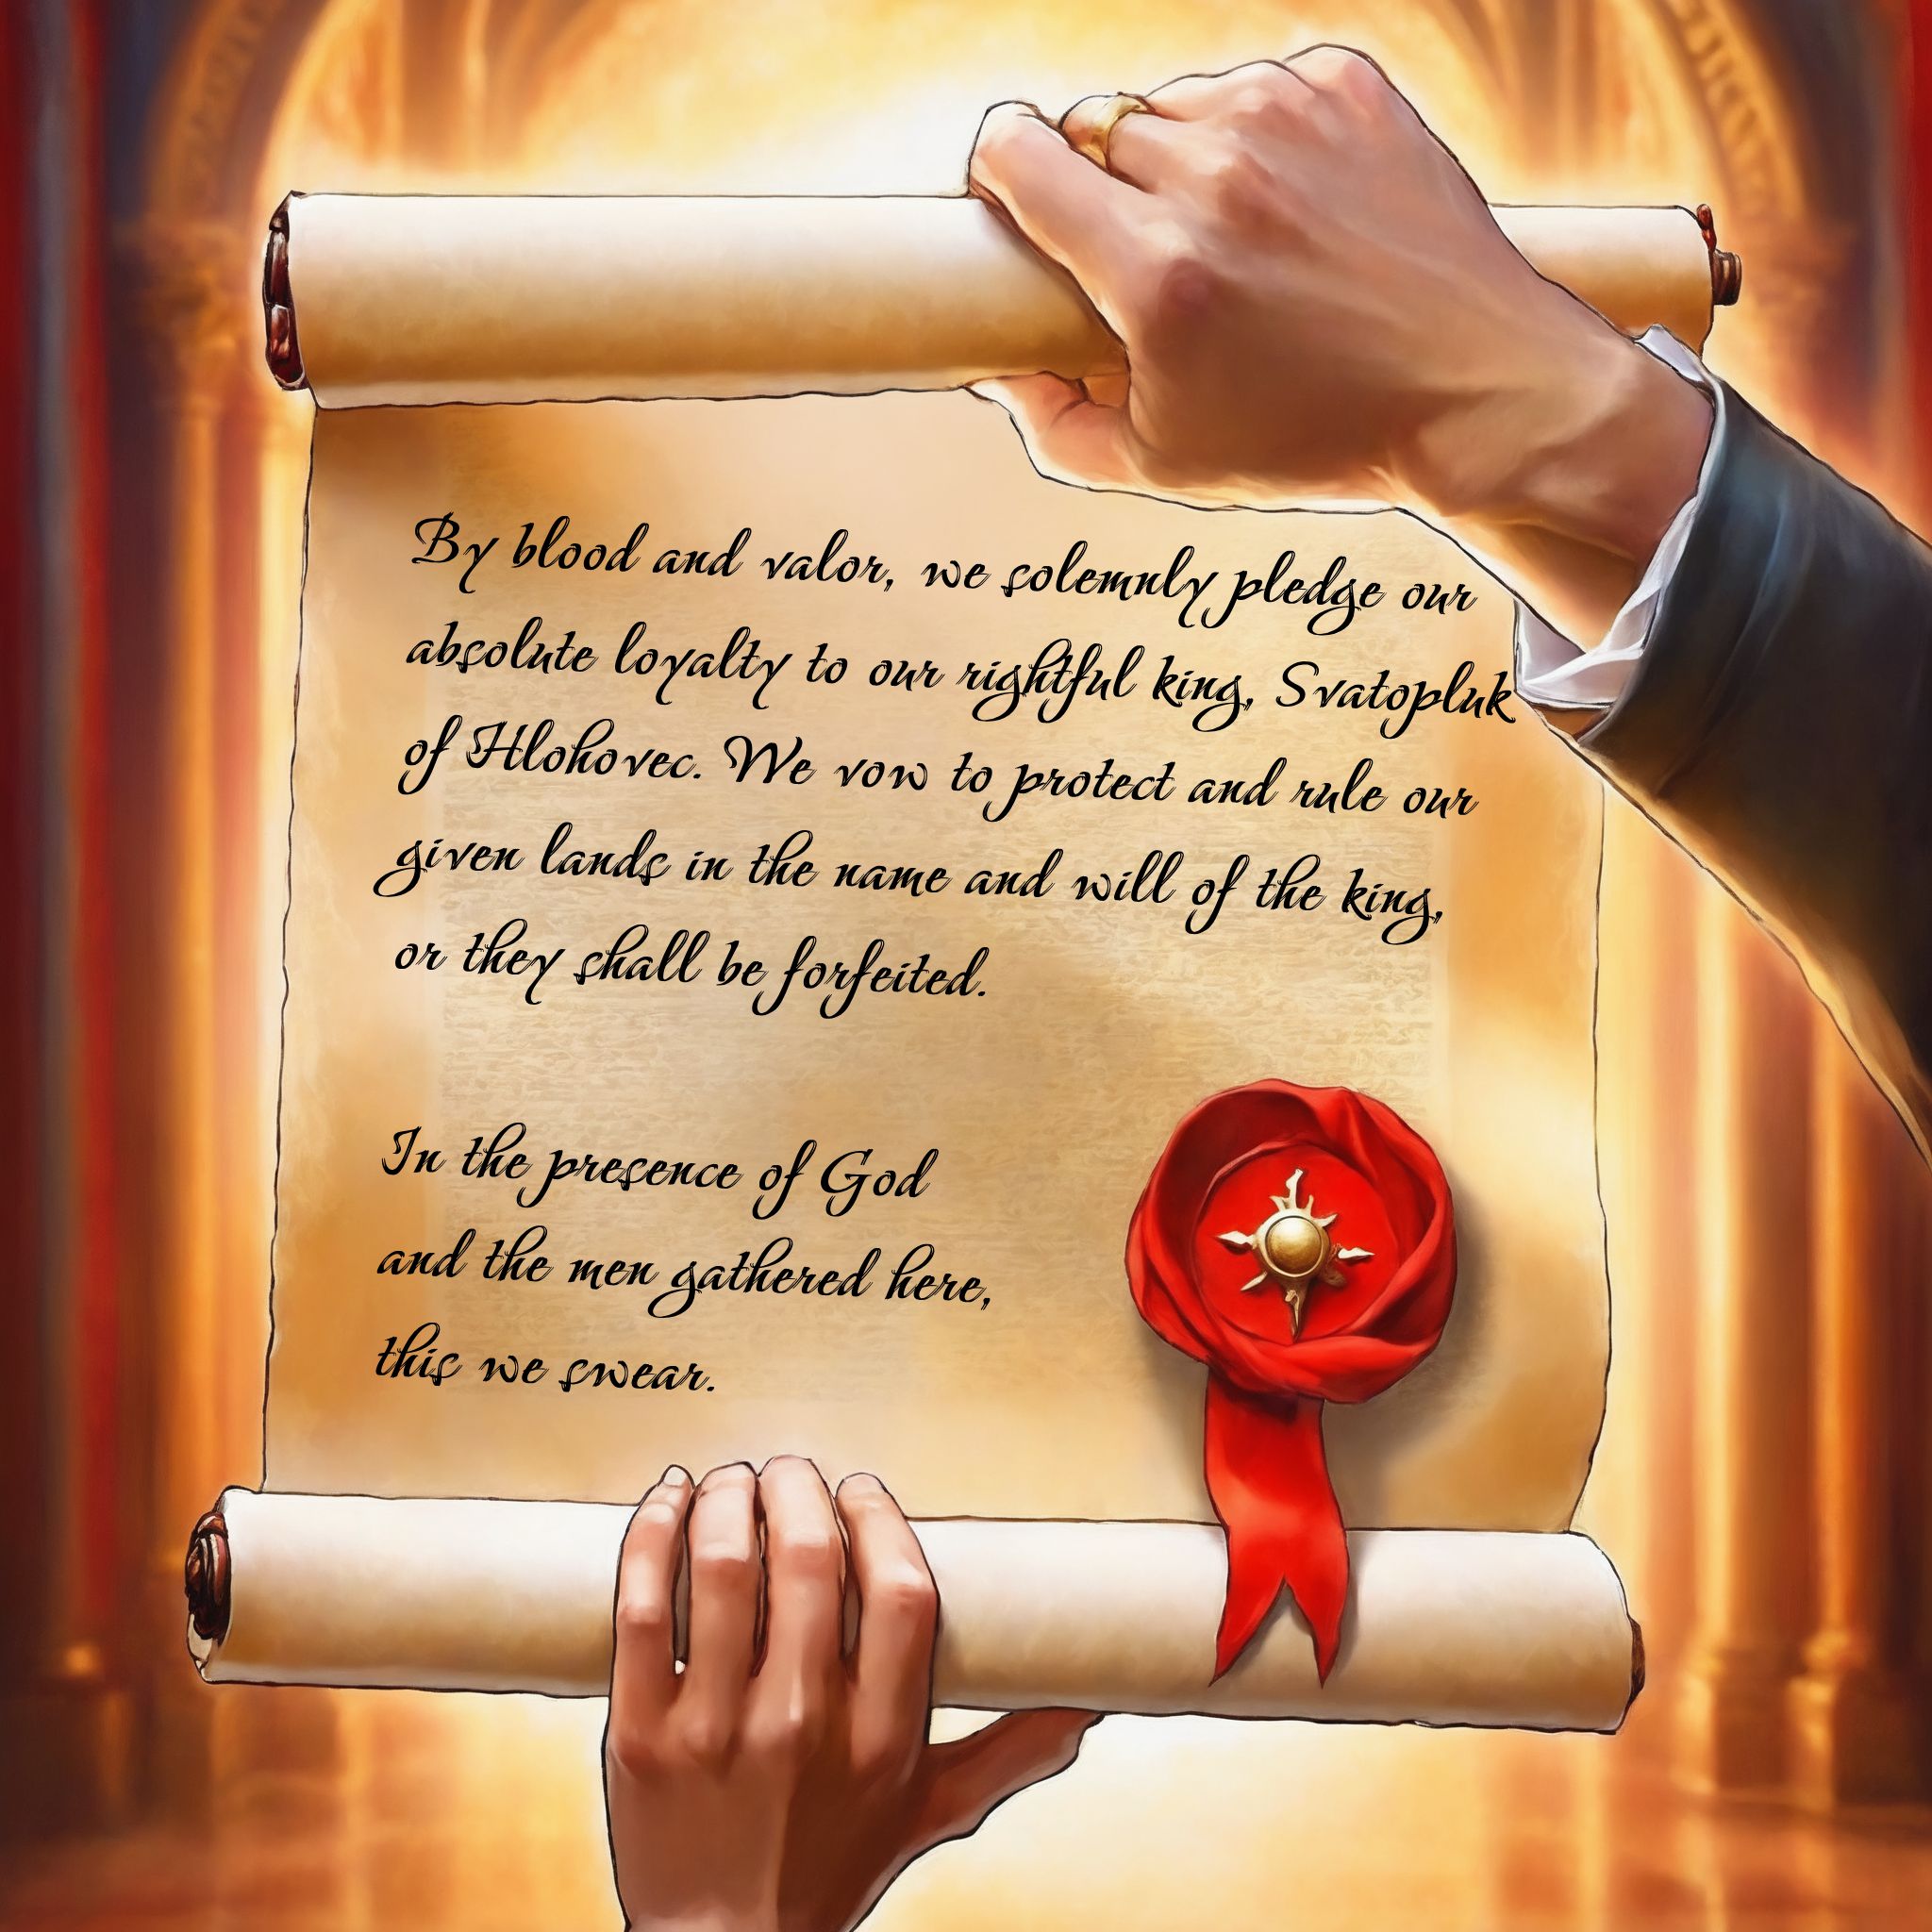 By blood and valor, we solemnly pledge our
absolute loyalty to our rightful king, Svatopluk
of Hlohovec. We vow to protect and rule our
given lands in the name and will of the king,
or they shall be forfeited.
In the presence of God
and the men gathered here,
this we swear.